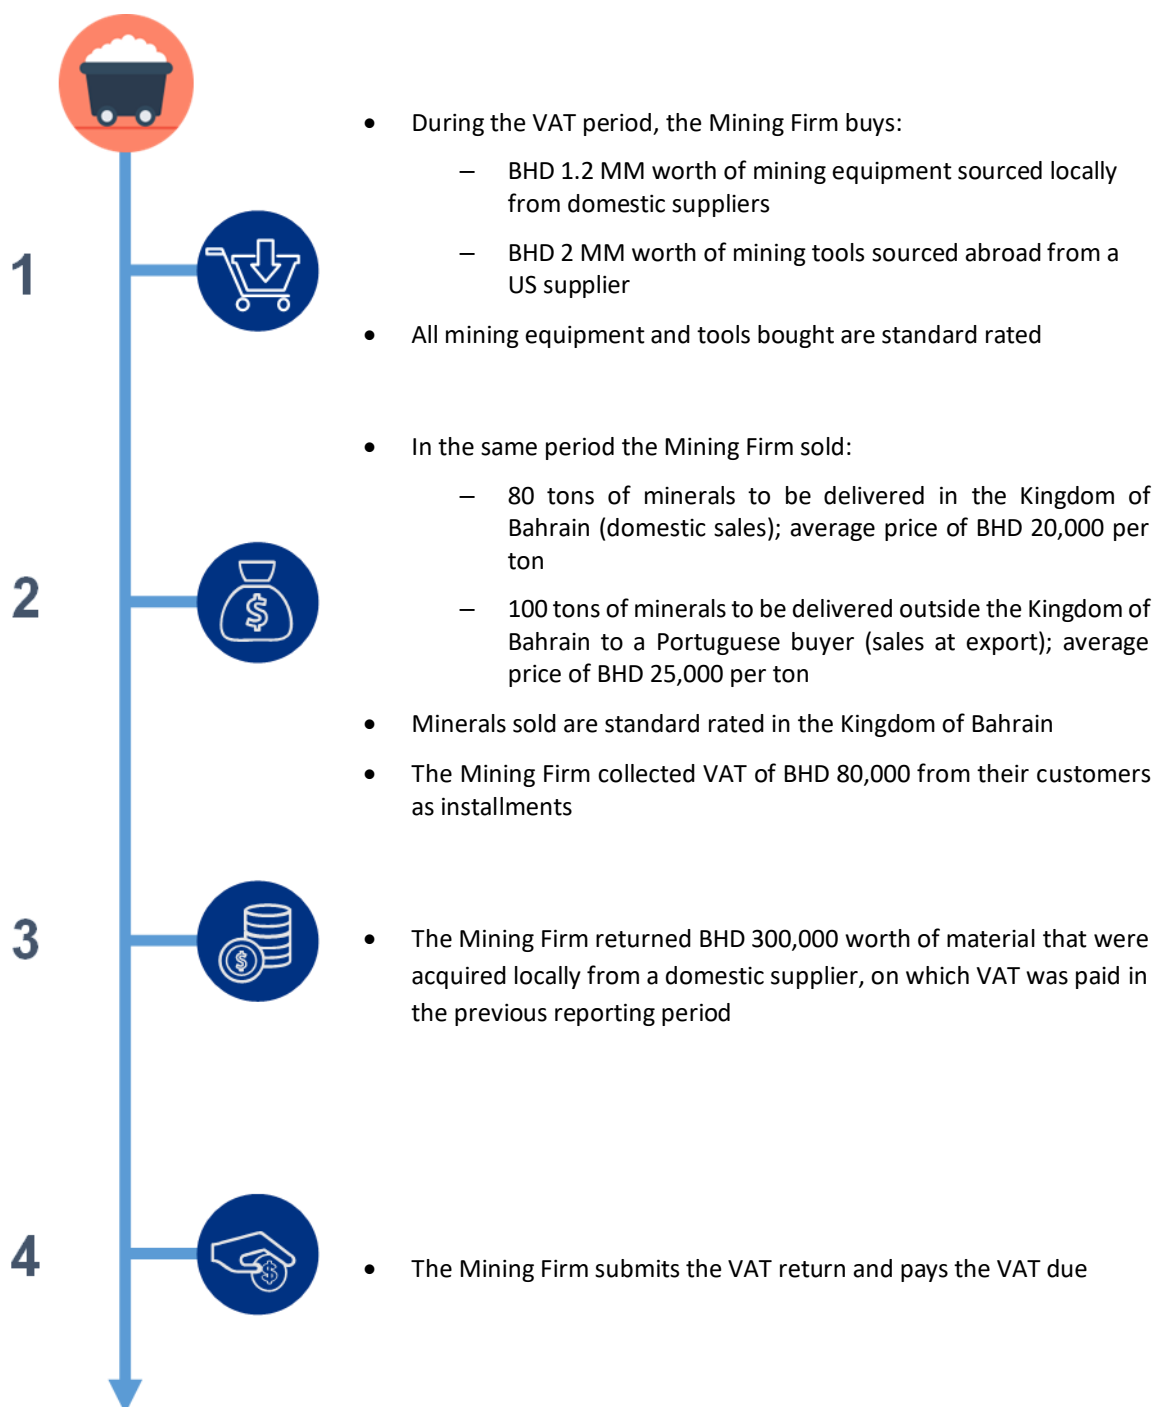 • During the VAT period, the Mining Firm buys:
– BHD 1.2 MM worth of mining equipment sourced locally
from domestic suppliers
– BHD 2 MM worth of mining tools sourced abroad from a
US supplier
1
• All mining equipment and tools bought are standard rated
• In the same period the Mining Firm sold:
– 80 tons of minerals to be delivered in the Kingdom of
Bahrain (domestic sales); average price of BHD 20,000 per
ton
2
$
– 100 tons of minerals to be delivered outside the Kingdom of
Bahrain to a Portuguese buyer (sales at export); average
price of BHD 25,000 per ton
• Minerals sold are standard rated in the Kingdom of Bahrain
• The Mining Firm collected VAT of BHD 80,000 from their customers
as installments
3
$
• The Mining Firm returned BHD 300,000 worth of material that were
acquired locally from a domestic supplier, on which VAT was paid in
the previous reporting period
4
$
• The Mining Firm submits the VAT return and pays the VAT due